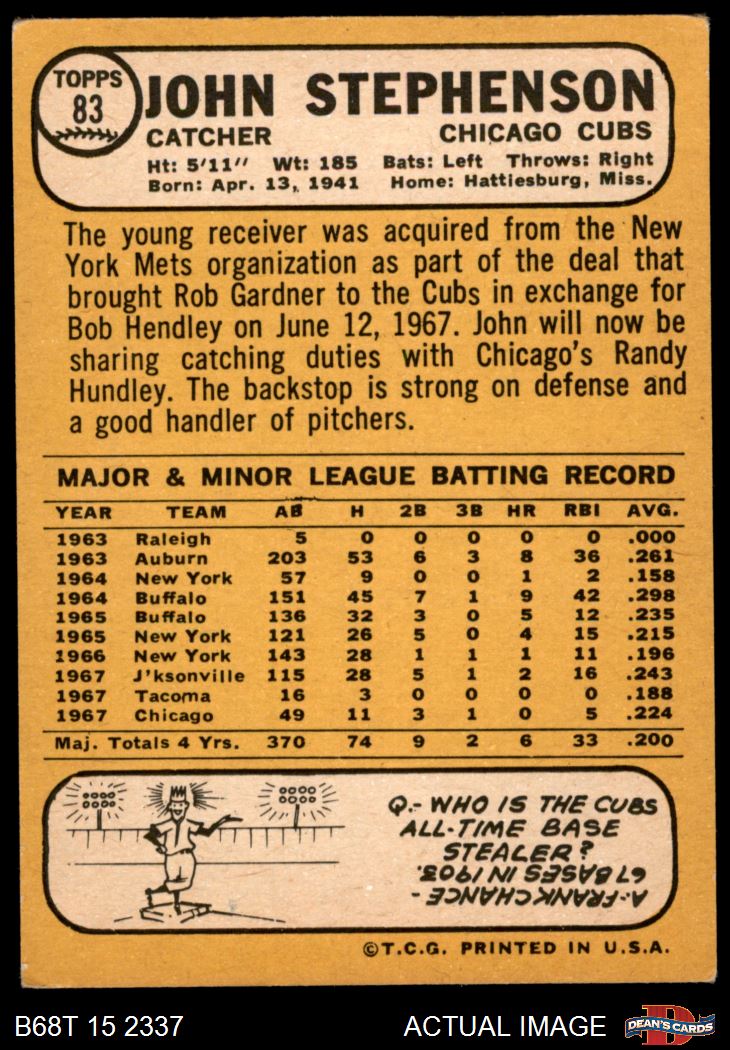 TOPPS
83
JOHN STEPHENSON
CATCHER CHICAGO CUBS
Ht: 5'11" Wt: 185 Bats: Left Throws: Right
Born: Apr. 13, 1941 Home: Hattiesburg, Miss.
The young receiver was acquired from the New
York Mets organization as part of the deal that
brought Rob Gardner to the Cubs in exchange for
Bob Hendley on June 12, 1967. John will now be
sharing catching duties with Chicago's Randy
Hundley. The backstop is strong on defense and
a good handler of pitchers.
MAJOR & MINOR LEAGUE BATTING RECORD
YEAR TEAM AB H 2B 3B HR RBI AVG.
1963 Raleigh 5 0 0 0 0 0 .000
1963 Auburn 203 53 6 3 8 36 .261
1964 New York 57 9 0 0 1 2 .158
1964 Buffalo 151 45 7 1 9 42 .298
1965 Buffalo 136 32 3 0 5 12 .235
1965 New York 121 26 5 0 4 15 .215
1966 New York 143 28 1 1 1 11 .196
1967 J'ksonville 115 28 5 1 2 16 .243
1967 Tacoma 16 3 0 0 0 0 .188
1967 Chicago 49 11 3 1 0 5 .224
Maj. Totals 4 Yrs. 370 74 9 2 6 33 .200
Q.- WHO IS THE CUBS
ALL-TIME BASE
STEALER?
A.-FRANK CHANCE -
67 BASES IN 1903.
©T.C.G. PRINTED IN U.S.A.
B68T 15 2337 ACTUAL IMAGE
D
DEAN'S CARDS